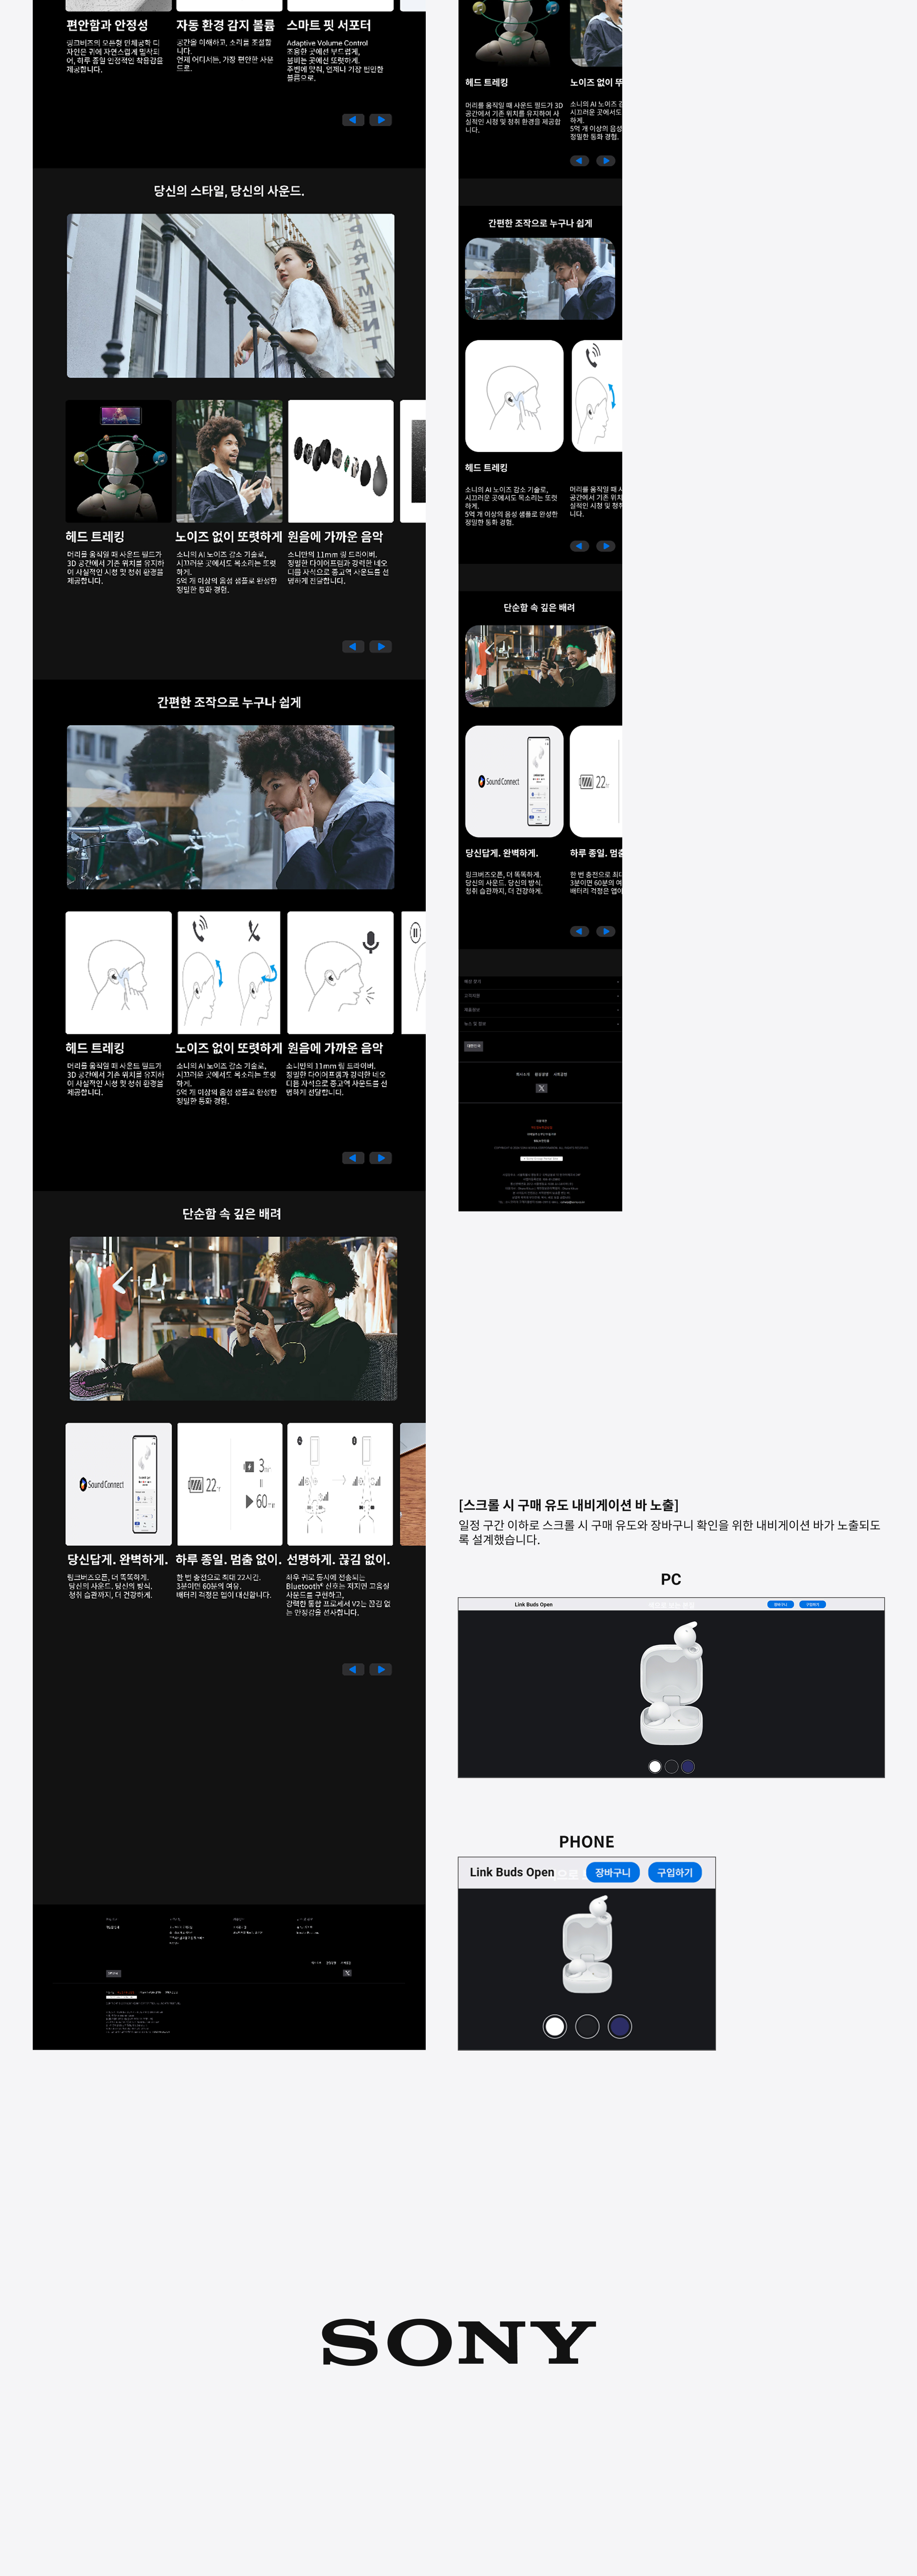 편안함과 안정성
링크버즈의 오픈형 인체공학 디
자인은 귀에 자연스럽게 밀착되
어, 하루 종일 안정적인 착용감을
제공합니다.
자동 환경 감지 볼륨
공간을 이해하고, 소리를 조절합
니다.
언제 어디서든, 가장 편안한 사운
드로.
스마트 핏 서포터
Adaptive Volume Control
조용한 곳에선 부드럽게,
붐비는 곳에선 또렷하게.
주변에 맞춰, 언제나 가장 편안한
볼륨으로.
당신의 스타일, 당신의 사운드.
APARTMENT
헤드 트레킹
머리를 움직일 때 사운드 필드가
3D 공간에서 기존 위치를 유지하
여 사실적인 시청 및 청취 환경을
제공합니다.
노이즈 없이 또렷하게
소니의 AI 노이즈 감소 기술로,
시끄러운 곳에서도 목소리는 또렷
하게.
5억 개 이상의 음성 샘플로 완성한
정밀한 통화 경험.
원음에 가까운 음악
소니만의 11mm 링 드라이버.
정밀한 다이어프램과 강력한 네오
디뮴 자석으로 중고역 사운드를 선
명하게 전달합니다.
간편한 조작으로 누구나 쉽게
헤드 트레킹
머리를 움직일 때 사운드 필드가
3D 공간에서 기존 위치를 유지하
여 사실적인 시청 및 청취 환경을
제공합니다.
노이즈 없이 또렷하게
소니의 AI 노이즈 감소 기술로,
시끄러운 곳에서도 목소리는 또렷
하게.
5억 개 이상의 음성 샘플로 완성한
정밀한 통화 경험.
원음에 가까운 음악
소니만의 11mm 링 드라이버.
정밀한 다이어프램과 강력한 네오
디뮴 자석으로 중고역 사운드를 선
명하게 전달합니다.
단순함 속 깊은 배려
Sound Connect
22
3
60
당신답게. 완벽하게.
링크버즈오픈, 더 똑똑하게.
당신의 사운드, 당신의 방식.
청취 습관까지, 더 건강하게.
하루 종일. 멈춤 없이.
한 번 충전으로 최대 22시간.
3분이면 60분의 여유.
배터리 걱정은 앱이 대신합니다.
선명하게. 끊김 없이.
좌우 귀로 동시에 전송되는
Bluetooth® 신호는 저지연 고음질
사운드를 구현하고,
강력한 통합 프로세서 V2는 끊김 없
는 안정감을 선사합니다.
헤드 트레킹
머리를 움직일 때 사운드 필드가 3D
공간에서 기존 위치를 유지하여 사
실적인 시청 및 청취 환경을 제공합
니다.
노이즈 없이 뚜
소니의 AI 노이즈 감
시끄러운 곳에서도
하게.
5억 개 이상의 음성
정밀한 통화 경험.
간편한 조작으로 누구나 쉽게
헤드 트레킹
소니의 AI 노이즈 감소 기술로,
시끄러운 곳에서도 목소리는 또렷
하게.
5억 개 이상의 음성 샘플로 완성한
정밀한 통화 경험.
머리를 움직일 때 사
공간에서 기존 위치
실적인 시청 및 청취
니다.
단순함 속 깊은 배려
Sound Connect
22
당신답게. 완벽하게.
링크버즈오픈, 더 똑똑하게.
당신의 사운드, 당신의 방식.
청취 습관까지, 더 건강하게.
하루 종일. 멈춤
한 번 충전으로 최대
3분이면 60분의 여
배터리 걱정은 앱이
고객지원
제품정보
뉴스 및 정보
대한민국
[스크롤 시 구매 유도 내비게이션 바 노출]
일정 구간 이하로 스크롤 시 구매 유도와 장바구니 확인을 위한 내비게이션 바가 노출되도
록 설계했습니다.
PC
Link Buds Open
장바구니
구입하기
PHONE
Link Buds Open
장바구니
구입하기
SONY